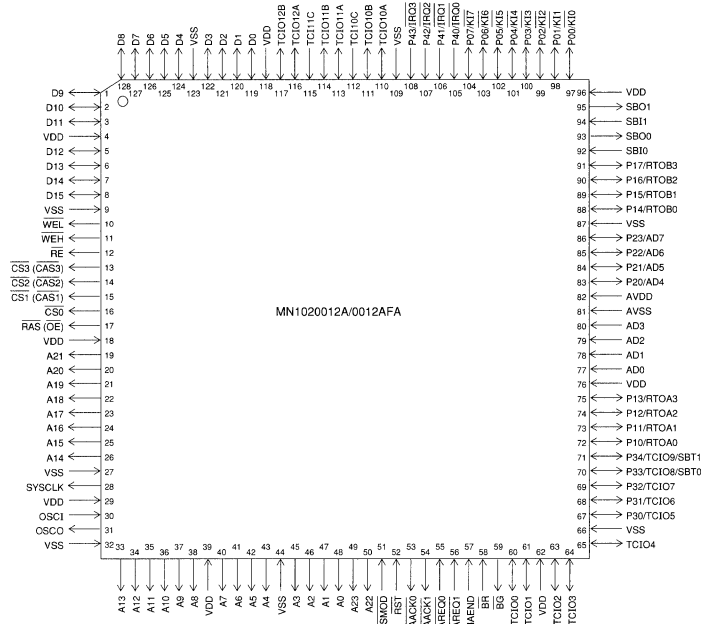 D8
D7
D6
D5
D4
VSS
D3
D2
D1
D0
VDD
TCIO12B
TCIO12A
TCI11C
TCIO11B
TCIO11A
TCI10C
TCIO10B
TCIO10A
VSS
P43/IRQ3
P42/IRQ2
P41/IRQ1
P40/IRQ0
P07/KI7
P06/KI6
P05/KI5
P04/KI4
P03/KI3
P02/KI2
P01/KI1
P00/KI0
128 126 124 122 120 118 116 114 112 110 108 106 104 102 100 98
127 125 123 121 119 117 115 113 111 109 107 105 103 101 99 97
D9 1
D10 2
D11 3
VDD 4
D12 5
D13 6
D14 7
D15 8
VSS 9
WEL 10
WEH 11
RE 12
CS3 (CAS3) 13
CS2 (CAS2) 14
CS1 (CAS1) 15
CS0 16
RAS (OE) 17
VDD 18
A21 19
A20 20
A19 21
A18 22
A17 23
A16 24
A15 25
A14 26
VSS 27
SYSCLK 28
VDD 29
OSCI 30
OSCO 31
VSS 32
MN1020012A/0012AFA
96 VDD
95 SBO1
94 SBI1
93 SBO0
92 SBI0
91 P17/RTOB3
90 P16/RTOB2
89 P15/RTOB1
88 P14/RTOB0
87 VSS
86 P23/AD7
85 P22/AD6
84 P21/AD5
83 P20/AD4
82 AVDD
81 AVSS
80 AD3
79 AD2
78 AD1
77 AD0
76 VDD
75 P13/RTOA3
74 P12/RTOA2
73 P11/RTOA1
72 P10/RTOA0
71 P34/TCIO9/SBT1
70 P33/TCIO8/SBT0
69 P32/TCIO7
68 P31/TCIO6
67 P30/TCIO5
66 VSS
65 TCIO4
33 35 37 39 41 43 45 47 49 51 53 55 57 59 61 63
34 36 38 40 42 44 46 48 50 52 54 56 58 60 62 64
A13
A12
A11
A10
A9
A8
VDD
A7
A6
A5
A4
VSS
A3
A2
A1
A0
A23
A22
SMOD
RST
AACK0
AACK1
AREQ0
AREQ1
AEND
BR
BG
TCIO0
TCIO1
VDD
TCIO2
TCIO3